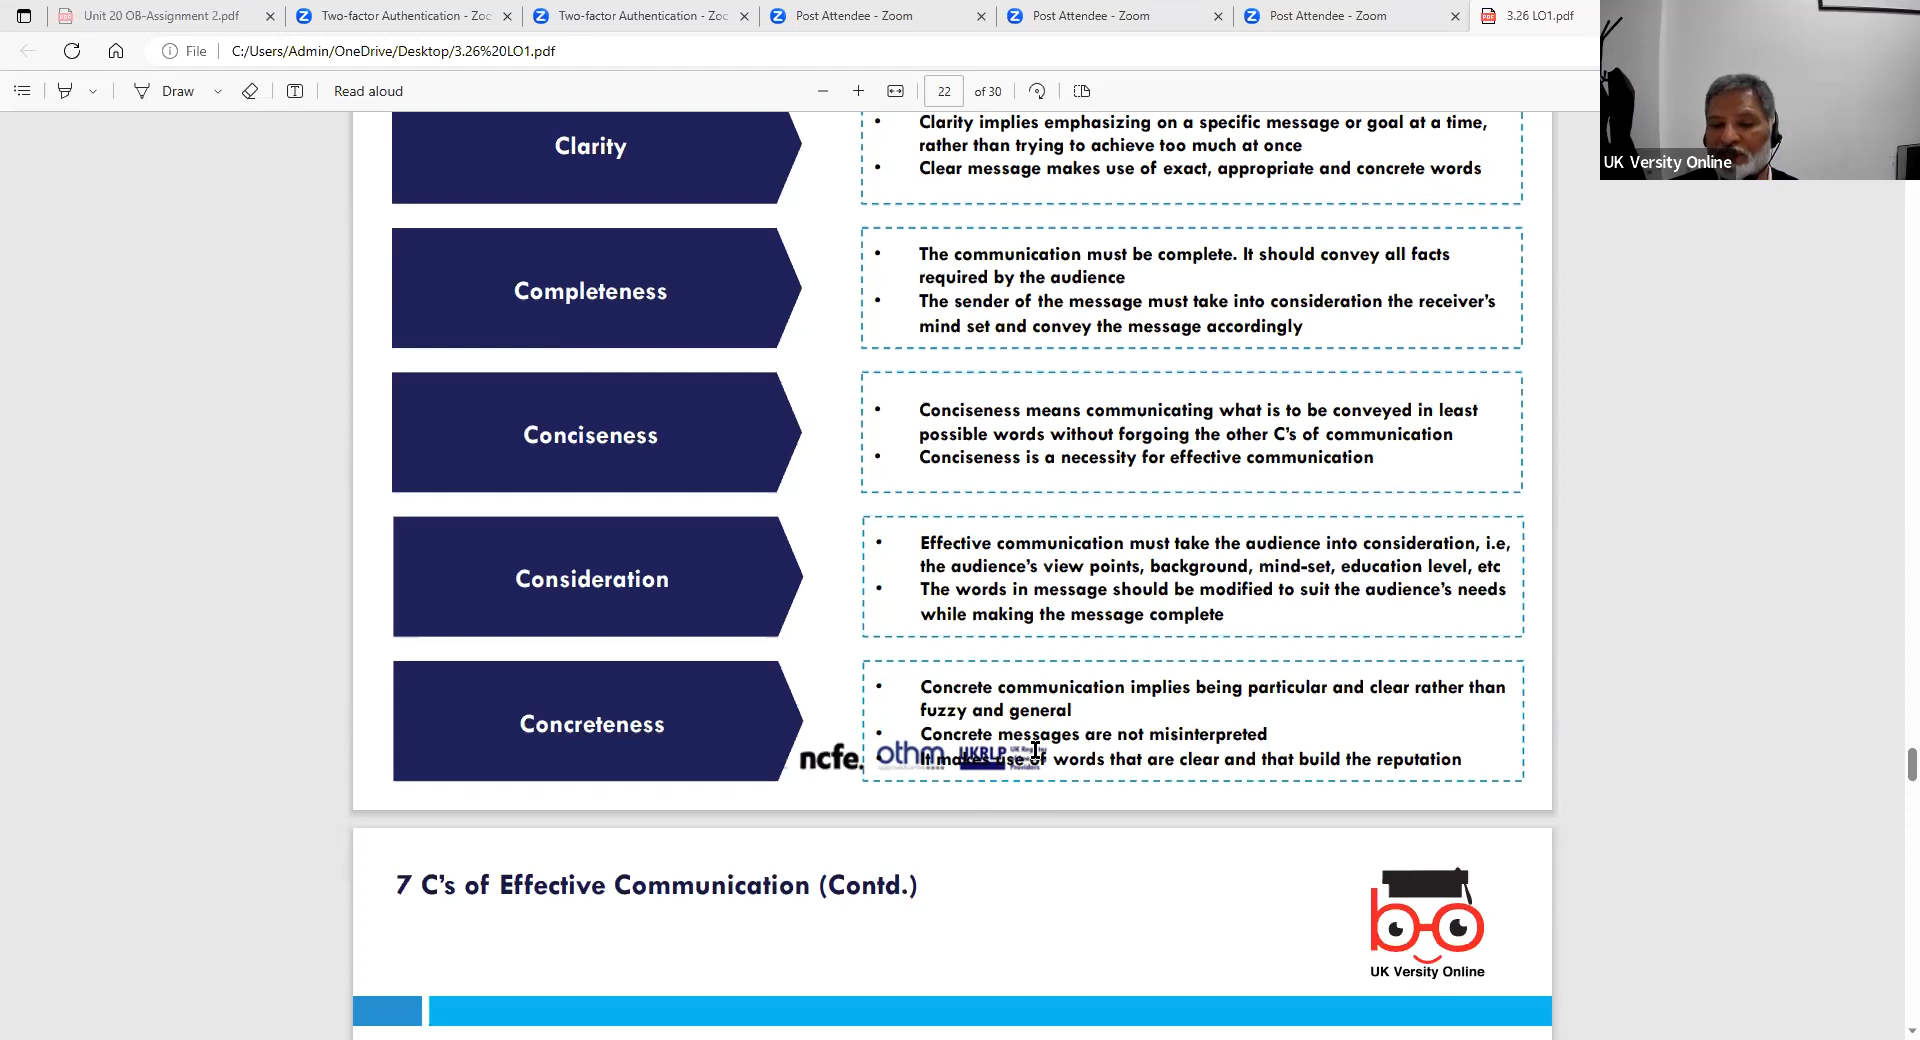 Unit 20 OB-Assignment 2.pdf
Two-factor Authentication - Zoc
Two-factor Authentication - Zoc
Post Attendee - Zoom
Post Attendee - Zoom
Post Attendee - Zoom
3.26 LO1.pdf
File
C:/Users/Admin/OneDrive/Desktop/3.26%20LO1.pdf
Draw
Read aloud
22 of 30
UK Versity Online
Clarity
• Clarity implies emphasizing on a specific message or goal at a time,
rather than trying to achieve too much at once
• Clear message makes use of exact, appropriate and concrete words
Completeness
• The communication must be complete. It should convey all facts
required by the audience
• The sender of the message must take into consideration the receiver's
mind set and convey the message accordingly
Conciseness
• Conciseness means communicating what is to be conveyed in least
possible words without forgoing the other C's of communication
• Conciseness is a necessity for effective communication
Consideration
• Effective communication must take the audience into consideration, i.e,
the audience's view points, background, mind-set, education level, etc
• The words in message should be modified to suit the audience's needs
while making the message complete
Concreteness
• Concrete communication implies being particular and clear rather than
fuzzy and general
• Concrete messages are not misinterpreted
• It makes use of words that are clear and that build the reputation
ncfe.
othm
UKRLP
7 C's of Effective Communication (Contd.)
UK Versity Online